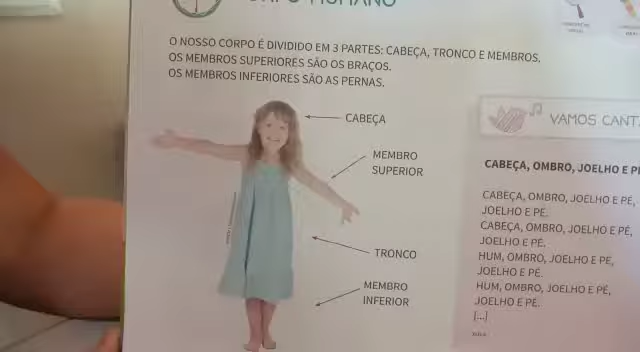 HUMANO
O NOSSO CORPO É DIVIDIDO EM 3 PARTES: CABEÇA, TRONCO E MEMBROS.
OS MEMBROS SUPERIORES SÃO OS BRAÇOS.
OS MEMBROS INFERIORES SÃO AS PERNAS.
CABEÇA
MEMBRO
SUPERIOR
TRONCO
MEMBRO
INFERIOR
VAMOS CANTA
CABEÇA, OMBRO, JOELHO E P
CABEÇA, OMBRO, JOELHO E PÉ,
JOELHO E PÉ.
CABEÇA, OMBRO, JOELHO E PÉ,
JOELHO E PÉ.
HUM, OMBRO, JOELHO E PÉ,
JOELHO E PÉ.
HUM, OMBRO, JOELHO E PÉ,
JOELHO E PÉ.
[...]